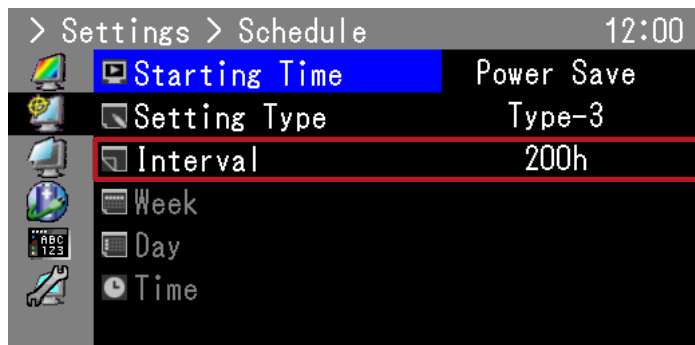 > Settings > Schedule 12:00
Starting Time Power Save
Setting Type Type-3
Interval 200h
Week
ABC
123
Day
Time